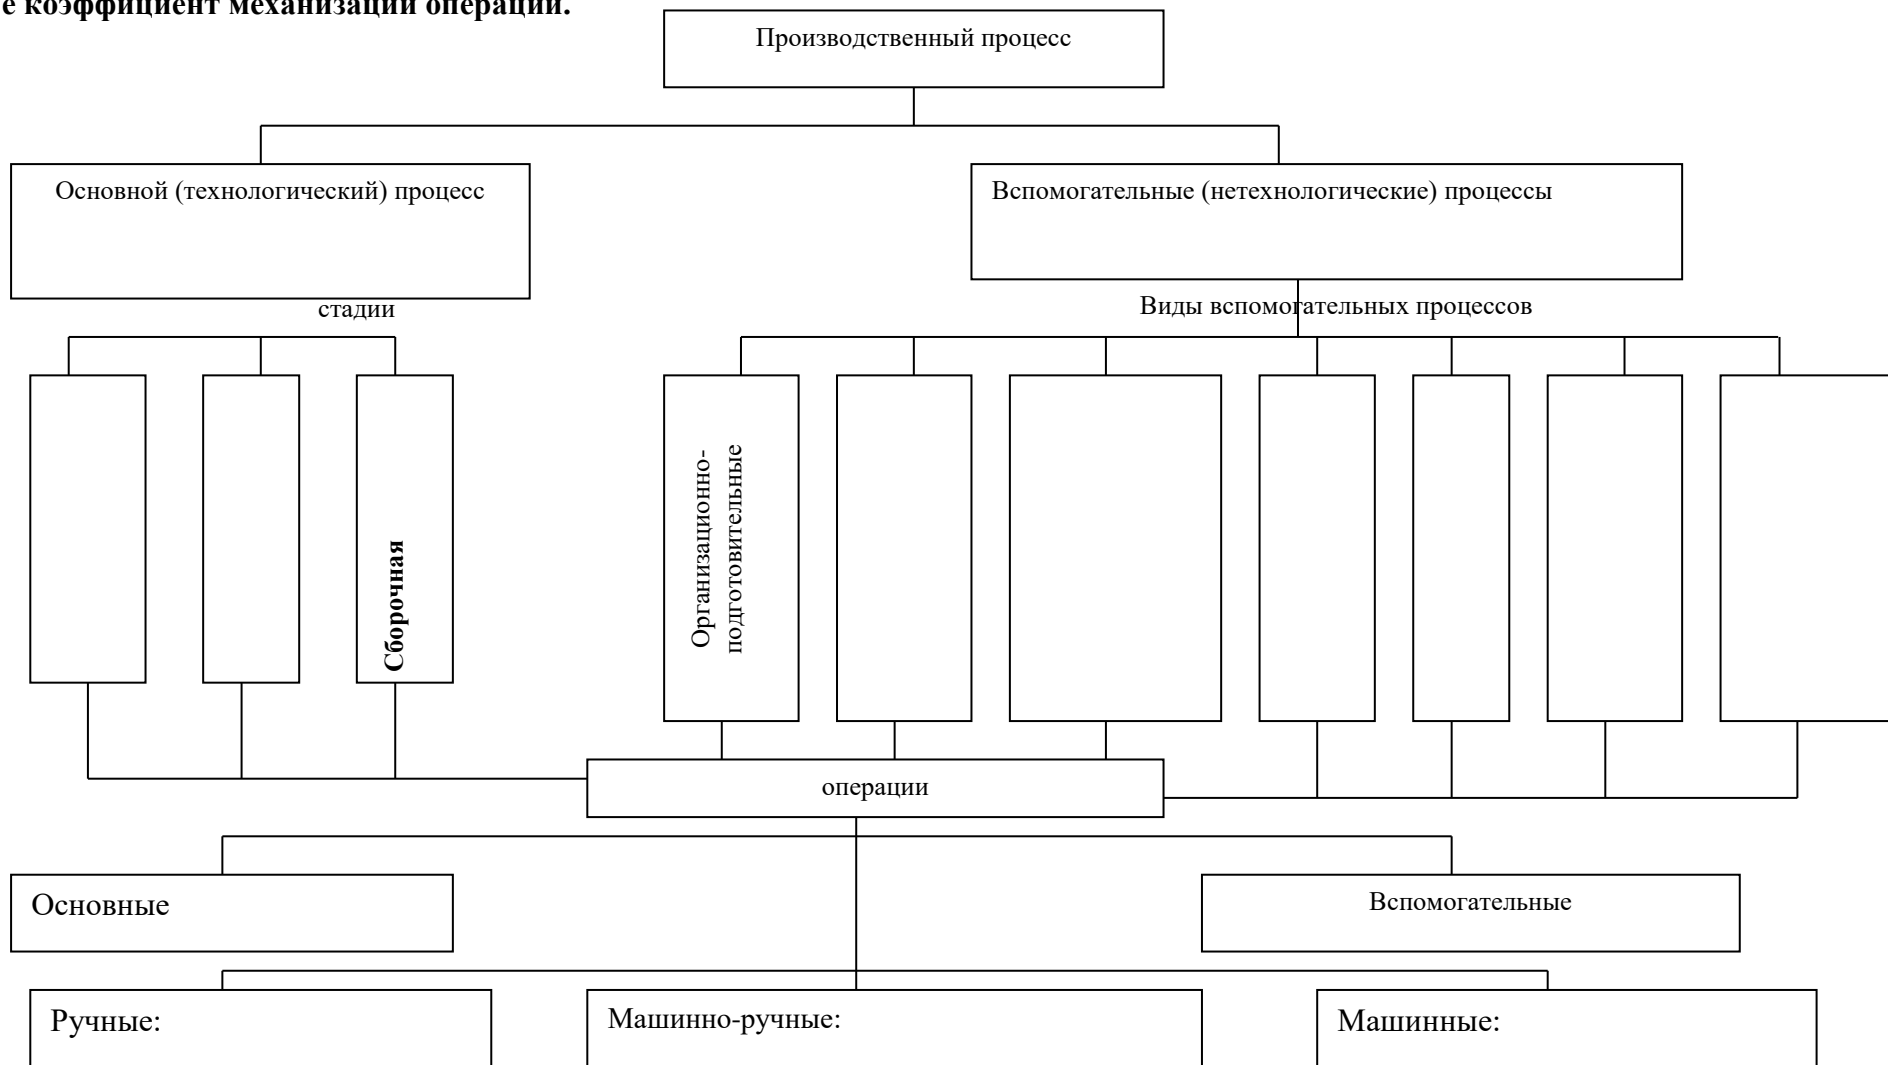 е коэффициент механизации операции.
Производственный процесс
Основной (технологический) процесс
Вспомогательные (нетехнологические) процессы
стадии
Виды вспомогательных процессов
Сборочная
Организационно-
подготовительные
операции
Основные
Вспомогательные
Ручные:
Машинно-ручные:
Машинные: